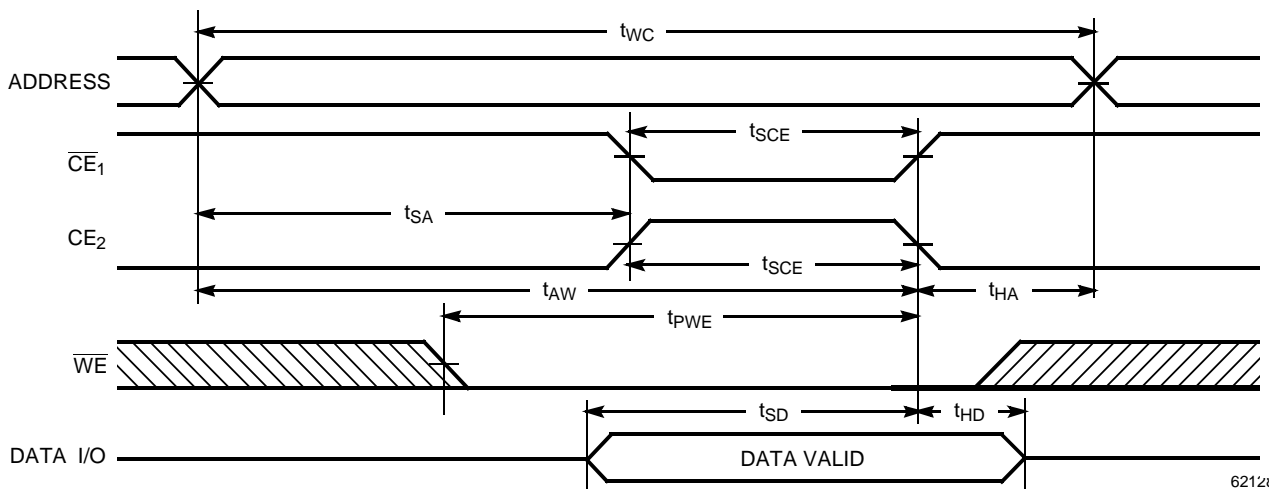 tWC
ADDRESS
tSCE
CE1
tSA
CE2
tSCE
tAW
tHA
tPWE
WE
tSD
tHD
DATA I/O
DATA VALID